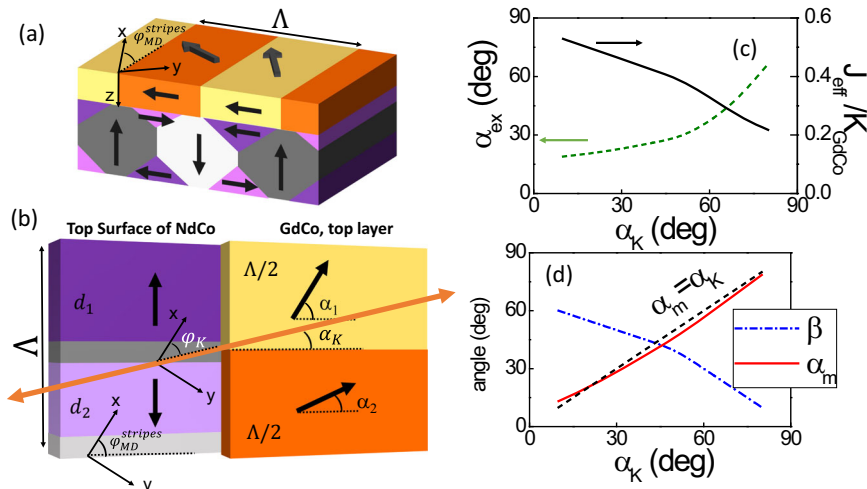 (a)
x
φ_MD^stripes
Λ
y
z
(b)
Top Surface of NdCo
GdCo, top layer
Λ
d₁
x
φ_K
y
d₂
x
φ_MD^stripes
y
Λ/2
α₁
α_K
Λ/2
α₂
(c)
90
60
30
0
α_ex (deg)
0.6
0.4
0.2
0.0
J_eff/K_GdCo
30
60
90
α_K (deg)
(d)
90
60
30
0
angle (deg)
α_m=α_K
β
α_m
30
60
90
α_K (deg)